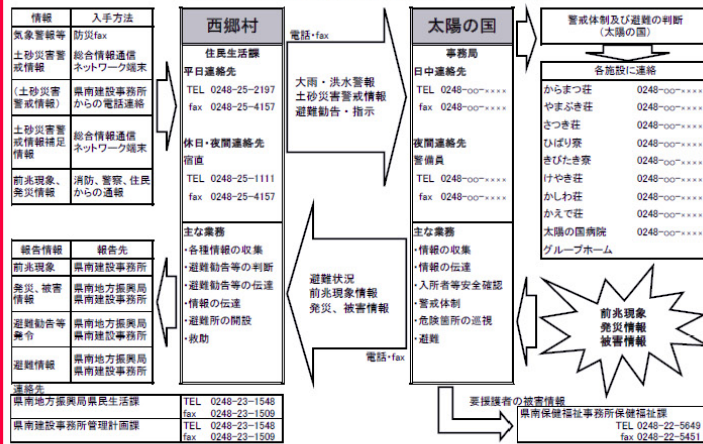 情報 入手方法
気象警報等 防災fax
土砂災害警戒情報 総合情報通信ネットワーク端末
(土砂災害警戒情報) 県南建設事務所からの電話連絡
土砂災害警戒情報補足情報 総合情報通信ネットワーク端末
前兆現象、発災情報 消防、警察、住民からの通報
報告情報 報告先
前兆現象 県南建設事務所
発災、被害情報 県南地方振興局 県南建設事務所
避難勧告等発令 県南地方振興局 県南建設事務所
避難情報 県南地方振興局 県南建設事務所
西郷村
住民生活課
平日連絡先
TEL 0248-25-2197
fax 0248-25-4157
休日・夜間連絡先
宿直
TEL 0248-25-1111
fax 0248-25-4157
主な業務
・各種情報の収集
・避難勧告等の判断
・避難勧告等の伝達
・情報の伝達
・避難所の開設
・救助
電話・fax
大雨・洪水警報
土砂災害警戒情報
避難勧告・指示
避難状況
前兆現象情報
発災、被害情報
電話・fax
太陽の国
事務局
日中連絡先
TEL 0248-○○-××××
fax 0248-○○-××××
夜間連絡先
警備員
TEL 0248-○○-××××
fax 0248-○○-××××
主な業務
・情報の収集
・情報の伝達
・入所者等安全確認
・警戒体制
・危険箇所の巡視
・避難
警戒体制及び避難の判断
(太陽の国)
各施設に連絡
からまつ荘 0248-○○-××××
やまぶき荘 0248-○○-××××
さつき荘 0248-○○-××××
ひばり寮 0248-○○-××××
きびたき寮 0248-○○-××××
けやき荘 0248-○○-××××
かしわ荘 0248-○○-××××
かえで荘 0248-○○-××××
太陽の国病院 0248-○○-××××
グループホーム
前兆現象
発災情報
被害情報
連絡先
県南地方振興局県民生活課 TEL 0248-23-1548
fax 0248-23-1509
県南建設事務所管理計画課 TEL 0248-23-1548
fax 0248-23-1509
要援護者の被害情報
県南保健福祉事務所保健福祉課
TEL 0248-22-5649
fax 0248-22-5451